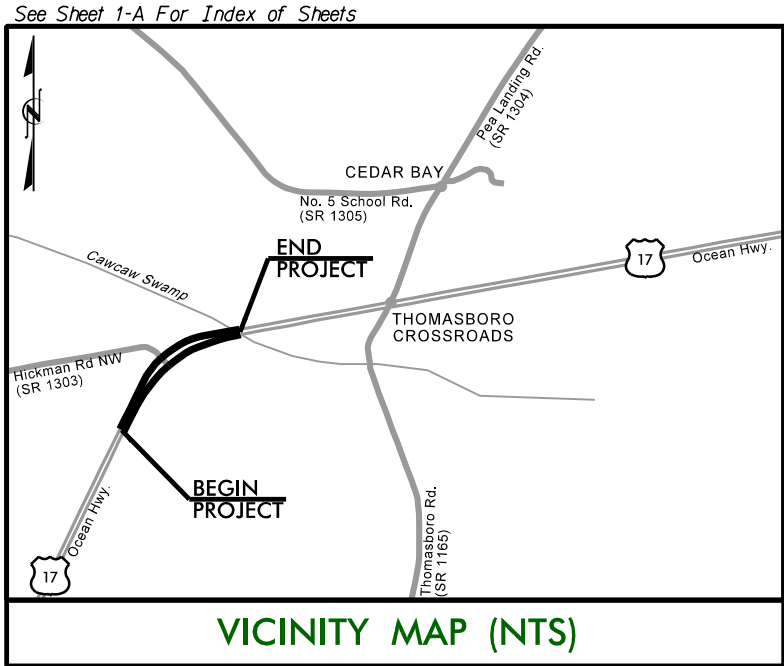 See Sheet 1-A For Index of Sheets
N
Pea Landing Rd.
(SR 1304)
CEDAR BAY
No. 5 School Rd.
(SR 1305)
END
PROJECT
17
Ocean Hwy.
Cawcaw Swamp
THOMASBORO
CROSSROADS
Hickman Rd NW
(SR 1303)
BEGIN
PROJECT
Ocean Hwy.
Thomasboro Rd.
(SR 1165)
17
VICINITY MAP (NTS)